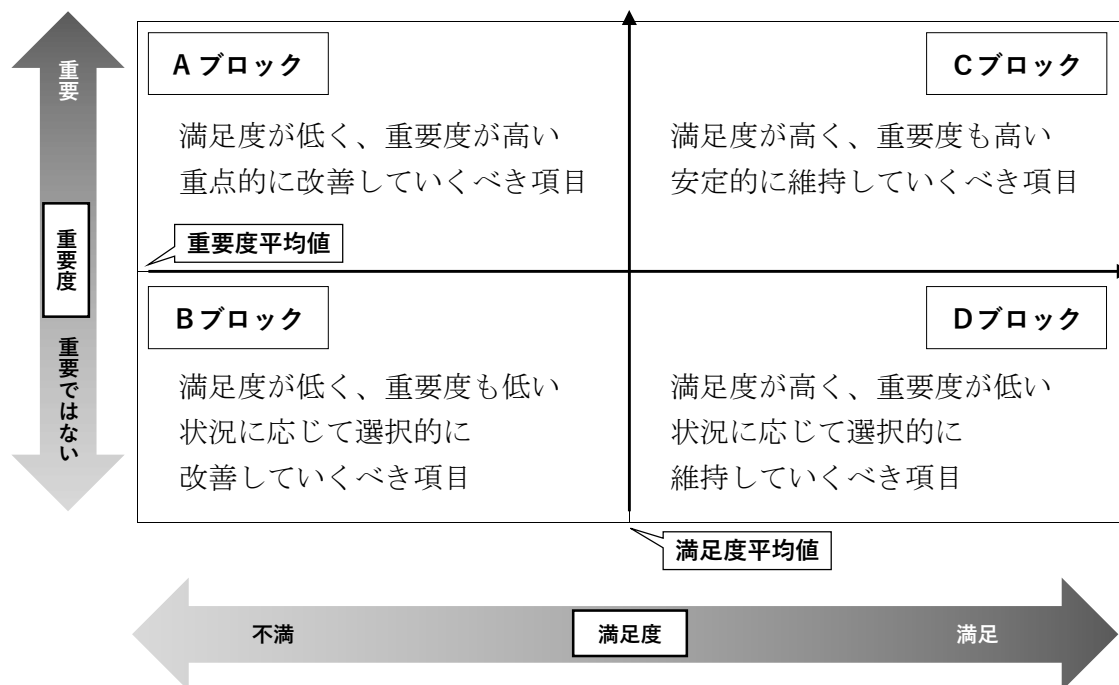 重要
重要度
重要ではない
Aブロック
満足度が低く、重要度が高い
重点的に改善していくべき項目
Cブロック
満足度が高く、重要度も高い
安定的に維持していくべき項目
重要度平均値
Bブロック
満足度が低く、重要度も低い
状況に応じて選択的に
改善していくべき項目
Dブロック
満足度が高く、重要度が低い
状況に応じて選択的に
維持していくべき項目
満足度平均値
不満
満足度
満足